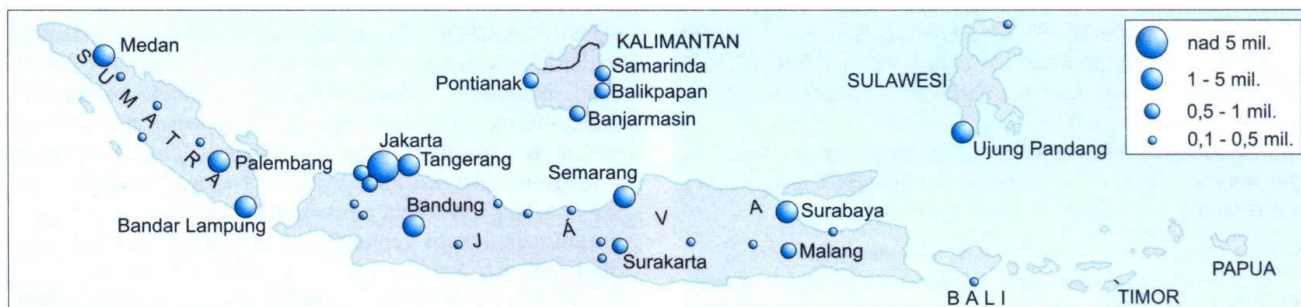 Medan
SUMATRA
Palembang
Bandar Lampung
KALIMANTAN
Pontianak
Samarinda
Balikpapan
Banjarmasin
Jakarta
Tangerang
Bandung
Semarang
JÁVA
Surakarta
Surabaya
Malang
SULAWESI
Ujung Pandang
BALI
TIMOR
PAPUA
nad 5 mil.
1 - 5 mil.
0,5 - 1 mil.
0,1 - 0,5 mil.